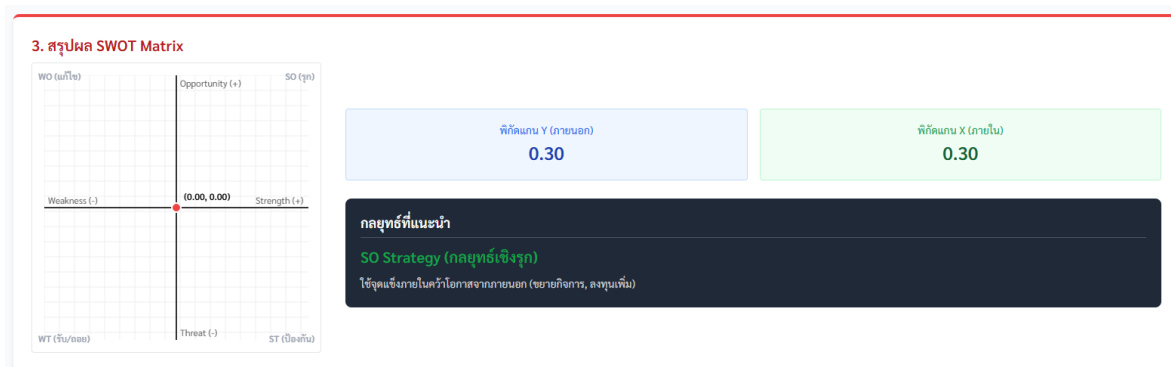 3. สรุปผล SWOT Matrix
WO (แก้ไข)
SO (รุก)
Opportunity (+)
Weakness (-)
(0.00, 0.00)
Strength (+)
Threat (-)
WT (รับ/ถอย)
ST (ป้องกัน)
พิกัดแกน Y (ภายนอก)
0.30
พิกัดแกน X (ภายใน)
0.30
กลยุทธ์ที่แนะนำ
SO Strategy (กลยุทธ์เชิงรุก)
ใช้จุดแข็งภายในคว้าโอกาสจากภายนอก (ขยายกิจการ, ลงทุนเพิ่ม)